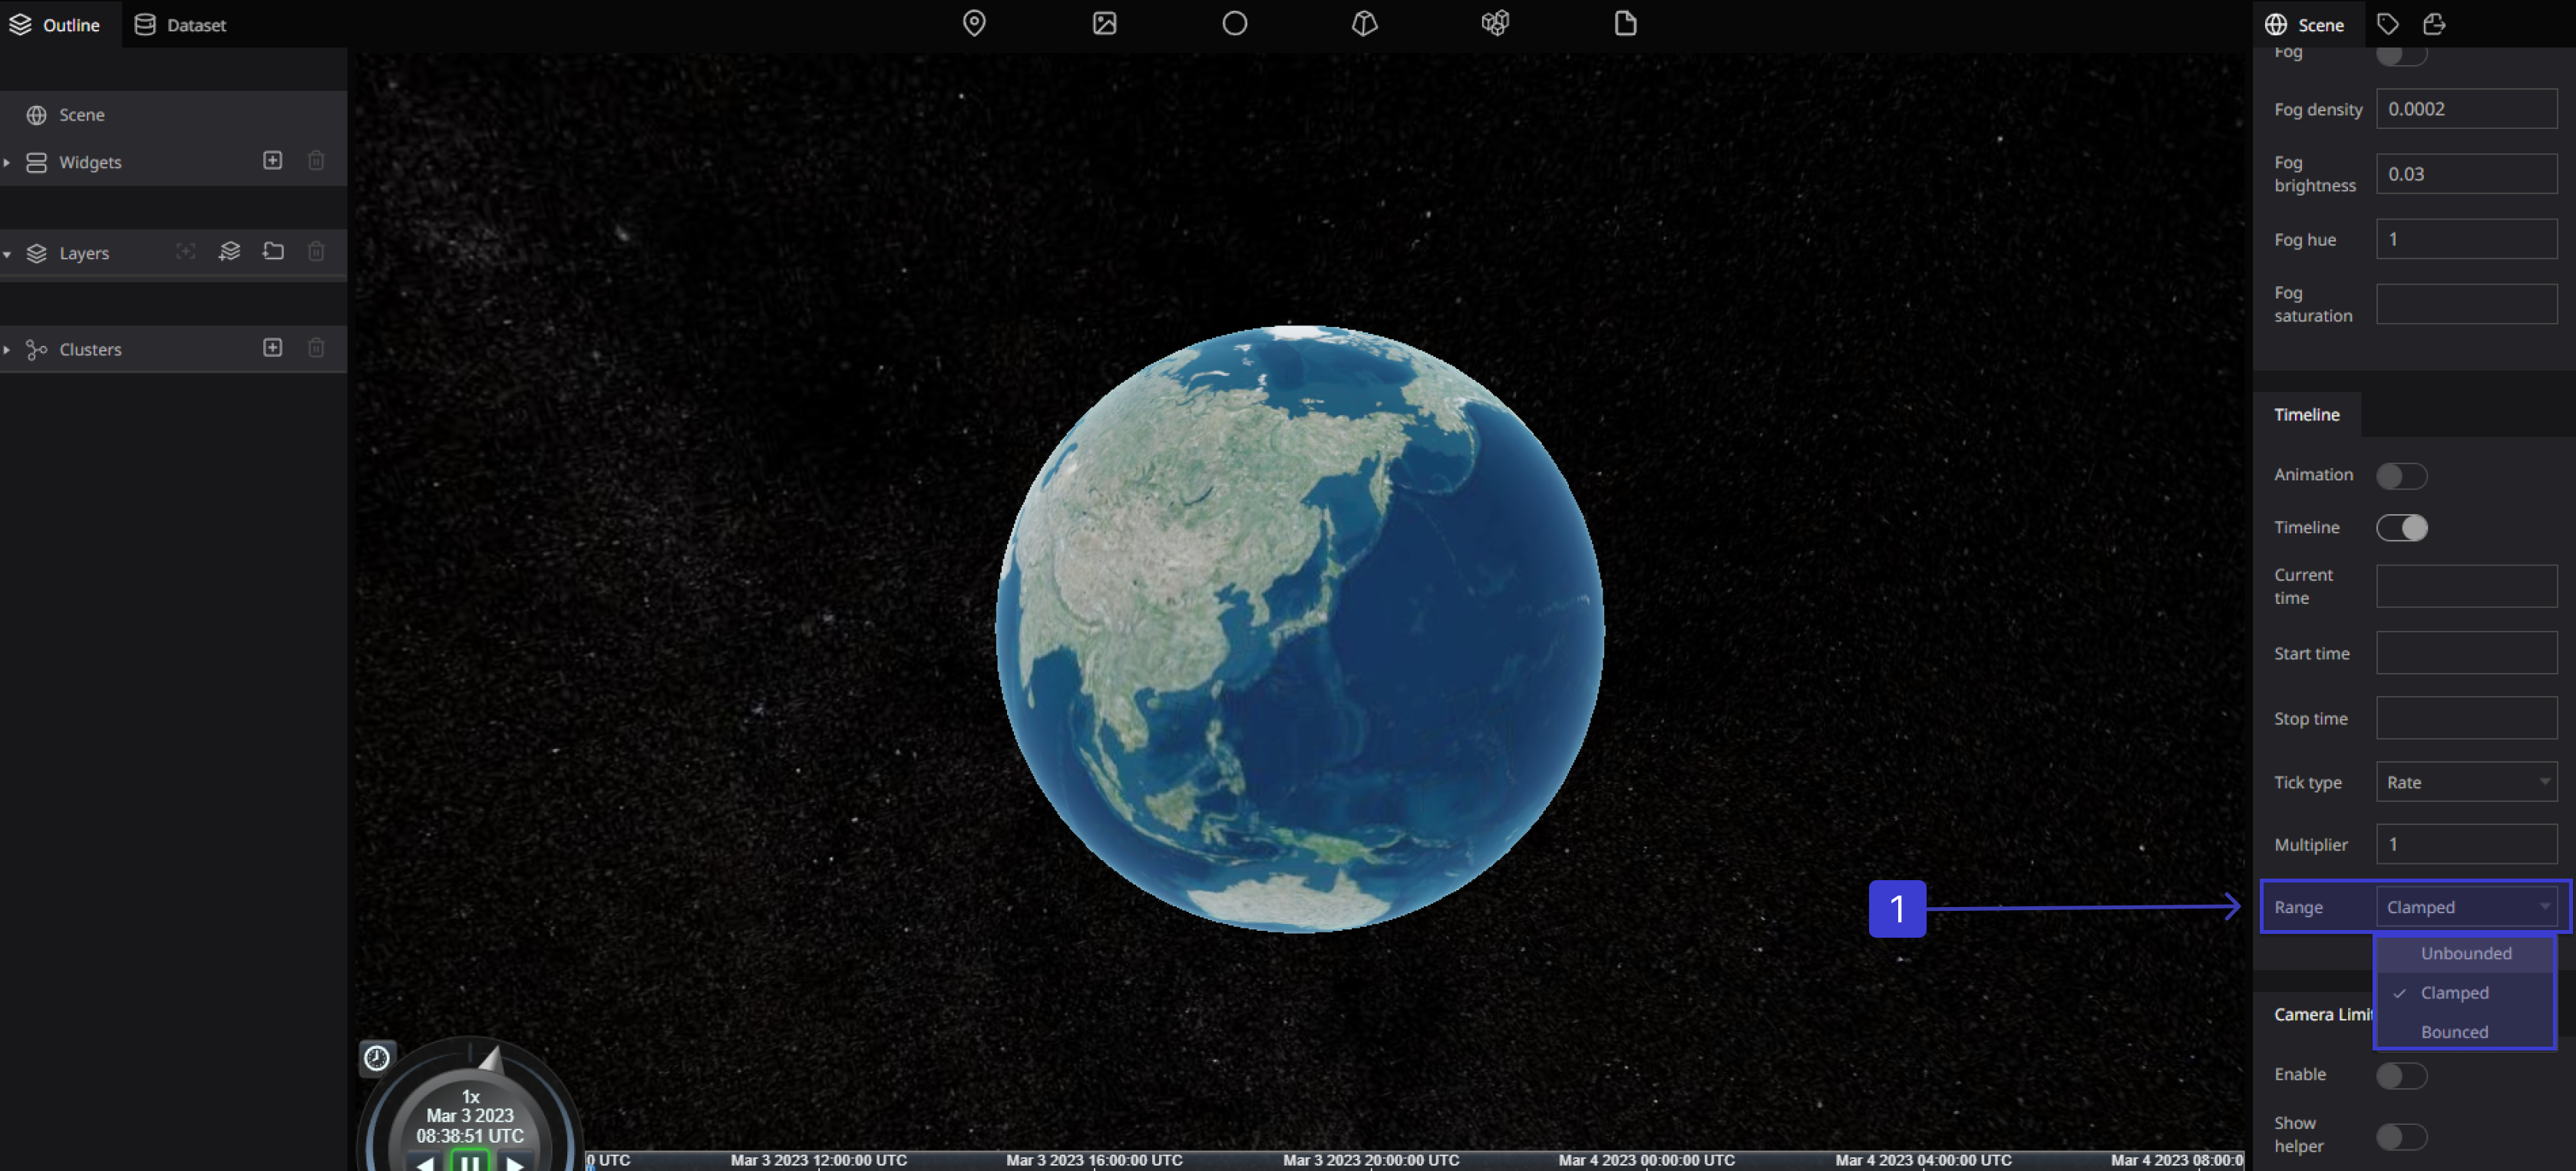 Outline
Dataset
Scene
Scene
Widgets
Layers
Clusters
Fog
Fog density
0.0002
Fog
brightness
0.03
Fog hue
1
Fog
saturation
Timeline
Animation
Timeline
Current
time
Start time
Stop time
Tick type
Rate
Multiplier
1
1
Range
Clamped
Unbounded
Clamped
Bounced
Camera Limit
Enable
Show
helper
1x
Mar 3 2023
08:38:51 UTC
0 UTC
Mar 3 2023 12:00:00 UTC
Mar 3 2023 16:00:00 UTC
Mar 3 2023 20:00:00 UTC
Mar 4 2023 00:00:00 UTC
Mar 4 2023 04:00:00 UTC
Mar 4 2023 08:00:0